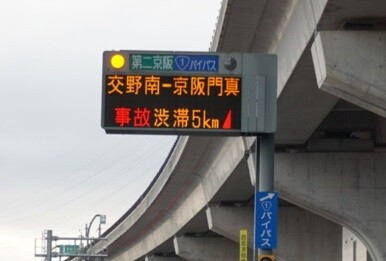 第二京阪 1 バイパス
交野南-京阪門真
事故渋滞5km
1 バイパス